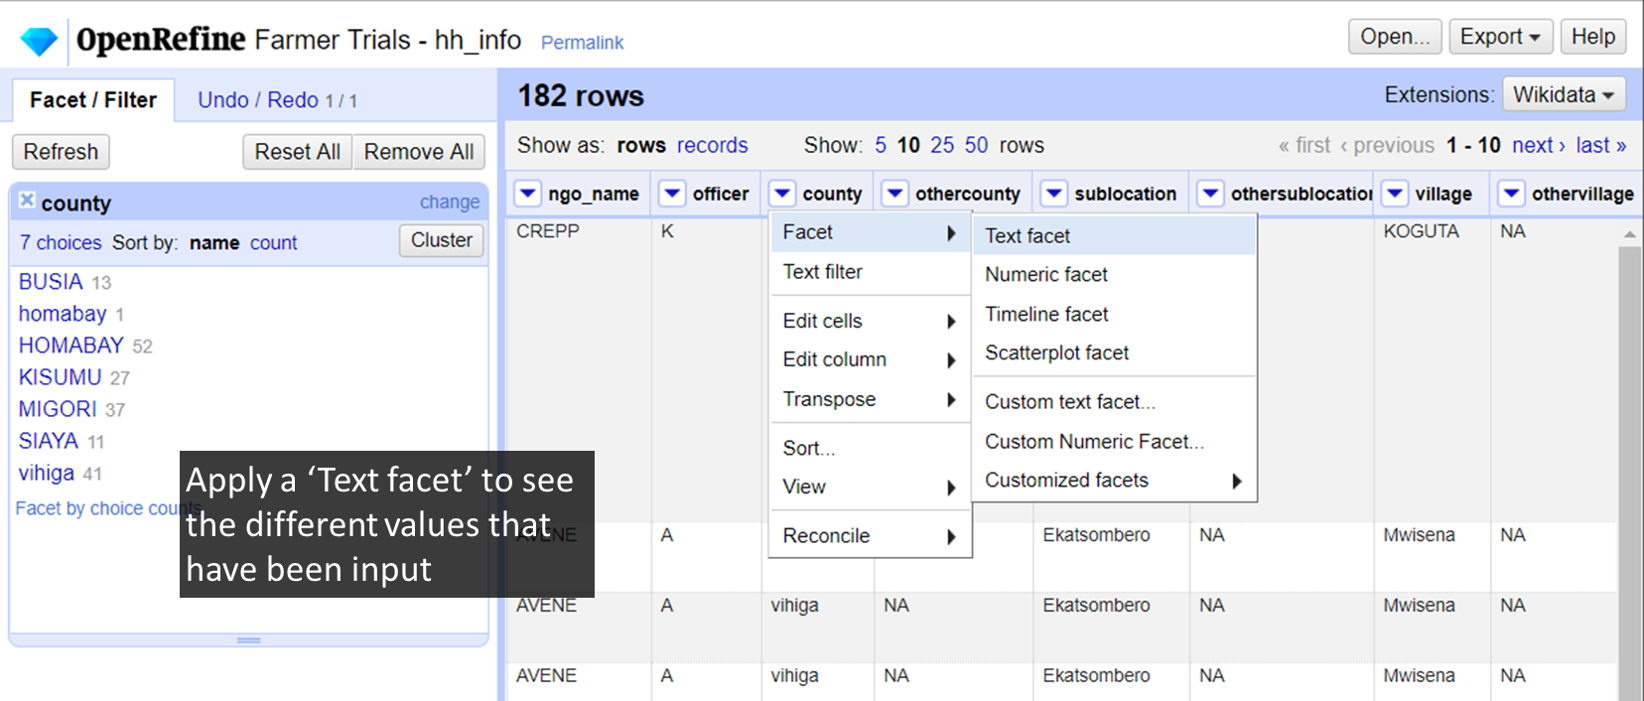 OpenRefine Farmer Trials - hh_info Permalink
Open... Export Help
Facet / Filter Undo / Redo 1 / 1
Refresh Reset All Remove All
county change
7 choices Sort by: name count Cluster
BUSIA 13
homabay 1
HOMABAY 52
KISUMU 27
MIGORI 37
SIAYA 11
vihiga 41
Facet by choice counts
Apply a ‘Text facet’ to see
the different values that
have been input
182 rows
Extensions: Wikidata
Show as: rows records Show: 5 10 25 50 rows « first ‹ previous 1 - 10 next › last »
ngo_name officer county othercounty sublocation othersublocation village othervillage
CREPP K KOGUTA NA
Facet
Text filter
Edit cells
Edit column
Transpose
Sort...
View
Reconcile
Text facet
Numeric facet
Timeline facet
Scatterplot facet
Custom text facet...
Custom Numeric Facet...
Customized facets
AVENE A Ekatsombero NA Mwisena NA
AVENE A vihiga NA Ekatsombero NA Mwisena NA
AVENE A vihiga NA Ekatsombero NA Mwisena NA